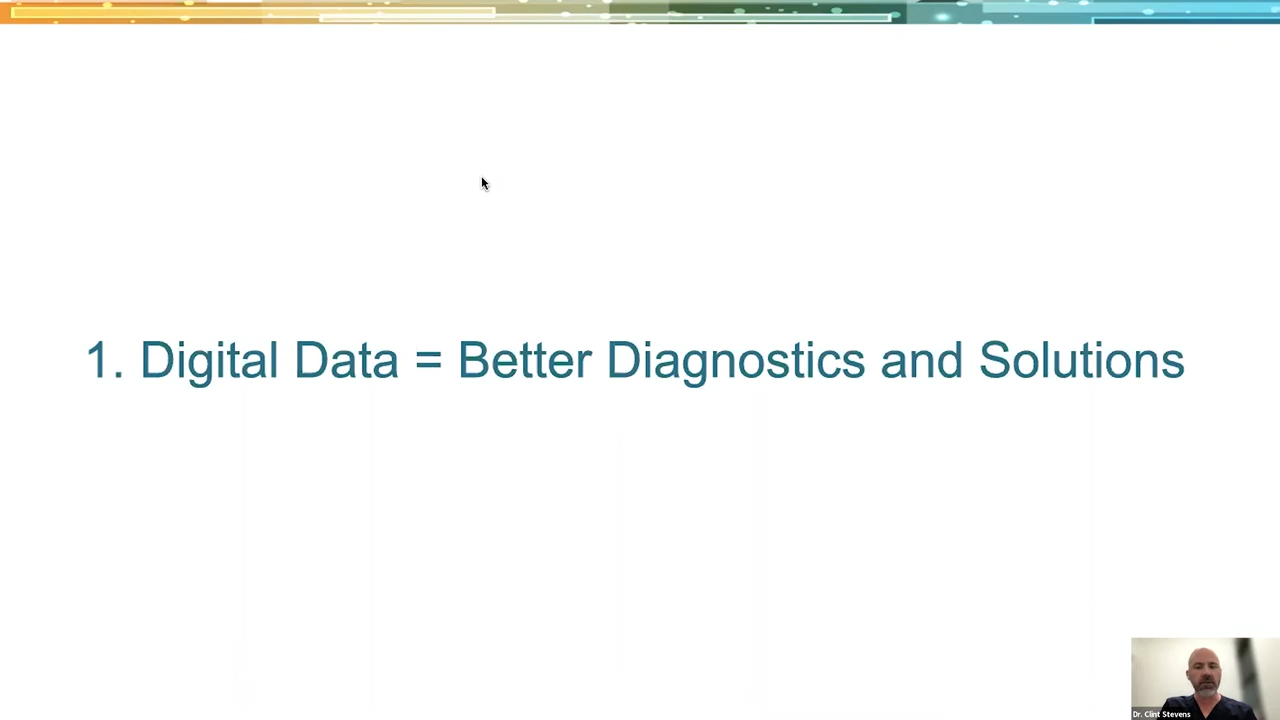 1. Digital Data = Better Diagnostics and Solutions
Dr. Clint Stevens